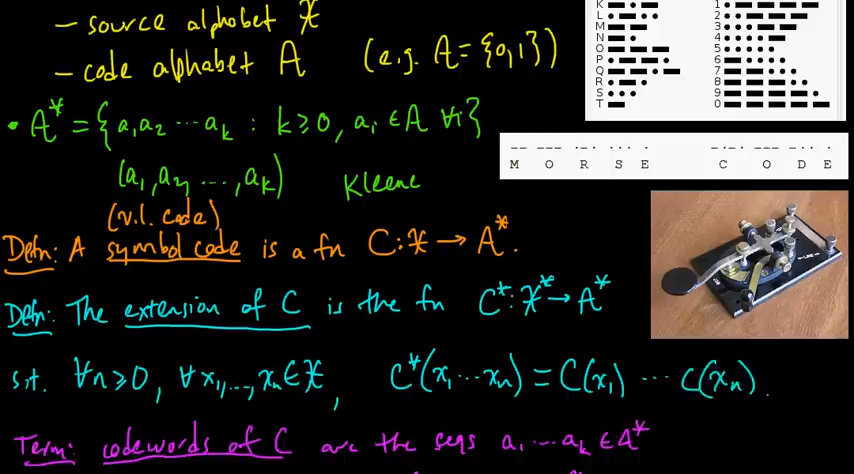 – source alphabet 𝒳
– code alphabet A (e.g. A = {0,1})
• A* = {a₁a₂ ⋯ aₖ : k ≥ 0, aᵢ ∈ A ∀i}
(a₁, a₂, ..., aₖ) Kleene
(v.l. code)
Defn: A symbol code is a fn C: 𝒳 → A*.
Defn: The extension of C is the fn C*: 𝒳* → A*
s.t. ∀n≥0, ∀x₁,...,xₙ ∈ 𝒳, C*(x₁ ⋯ xₙ) = C(x₁) ⋯ C(xₙ).
Term: codewords of C are the seqs a₁ ⋯ aₖ ∈ A*
K 1
L 2
M 3
N 4
O 5
P 6
Q 7
R 8
S 9
T 0
-- --- ·-· ··· · -·-· --- -·· ·
M O R S E C O D E